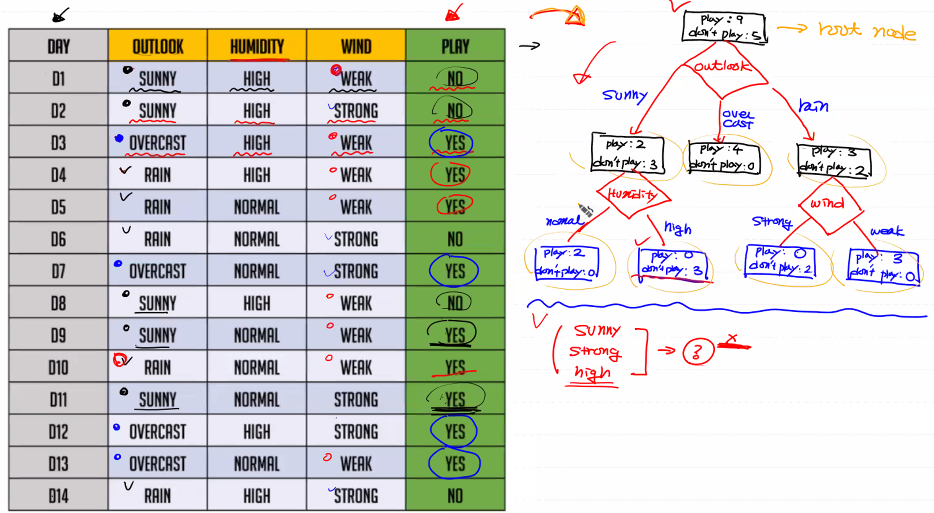 DAY OUTLOOK HUMIDITY WIND PLAY
D1 SUNNY HIGH WEAK NO
D2 SUNNY HIGH STRONG NO
D3 OVERCAST HIGH WEAK YES
D4 RAIN HIGH WEAK YES
D5 RAIN NORMAL WEAK YES
D6 RAIN NORMAL STRONG NO
D7 OVERCAST NORMAL STRONG YES
D8 SUNNY HIGH WEAK NO
D9 SUNNY NORMAL WEAK YES
D10 RAIN NORMAL WEAK YES
D11 SUNNY NORMAL STRONG YES
D12 OVERCAST HIGH STRONG YES
D13 OVERCAST NORMAL WEAK YES
D14 RAIN HIGH STRONG NO
play: 9
don't play: 5
→ root node
outlook
sunny
over
cast
rain
play: 2
don't play: 3
play: 4
don't play: 0
play: 3
don't play: 2
Humidity
wind
nomal
high
strong
weak
play: 2
don't play: 0
play: 0
don't play: 3
play: 0
don't play: 2
play: 3
don't play: 0
sunny
strong → ? x
high